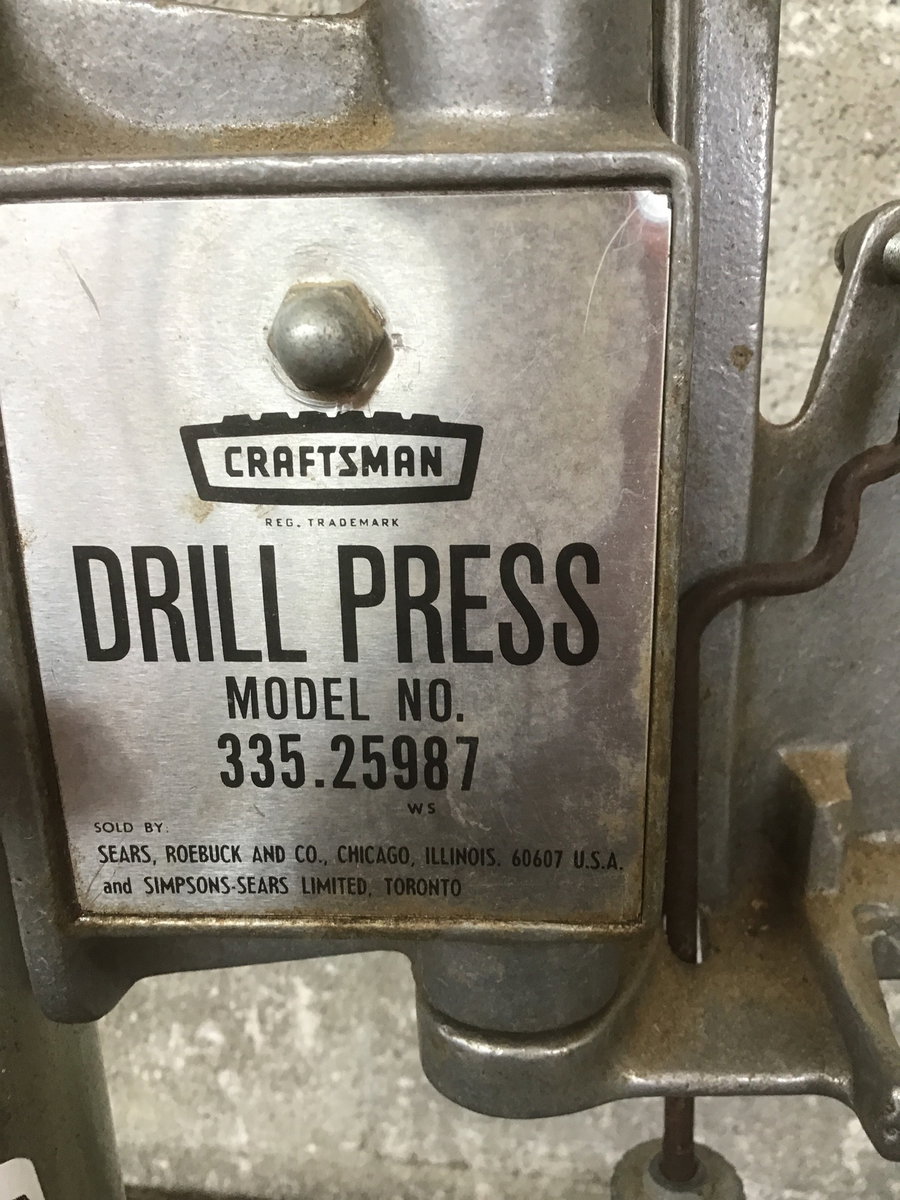 CRAFTSMAN
REG. TRADEMARK
DRILL PRESS
MODEL NO.
335.25987
WS
SOLD BY:
SEARS, ROEBUCK AND CO., CHICAGO, ILLINOIS. 60607 U.S.A.
and SIMPSONS-SEARS LIMITED, TORONTO